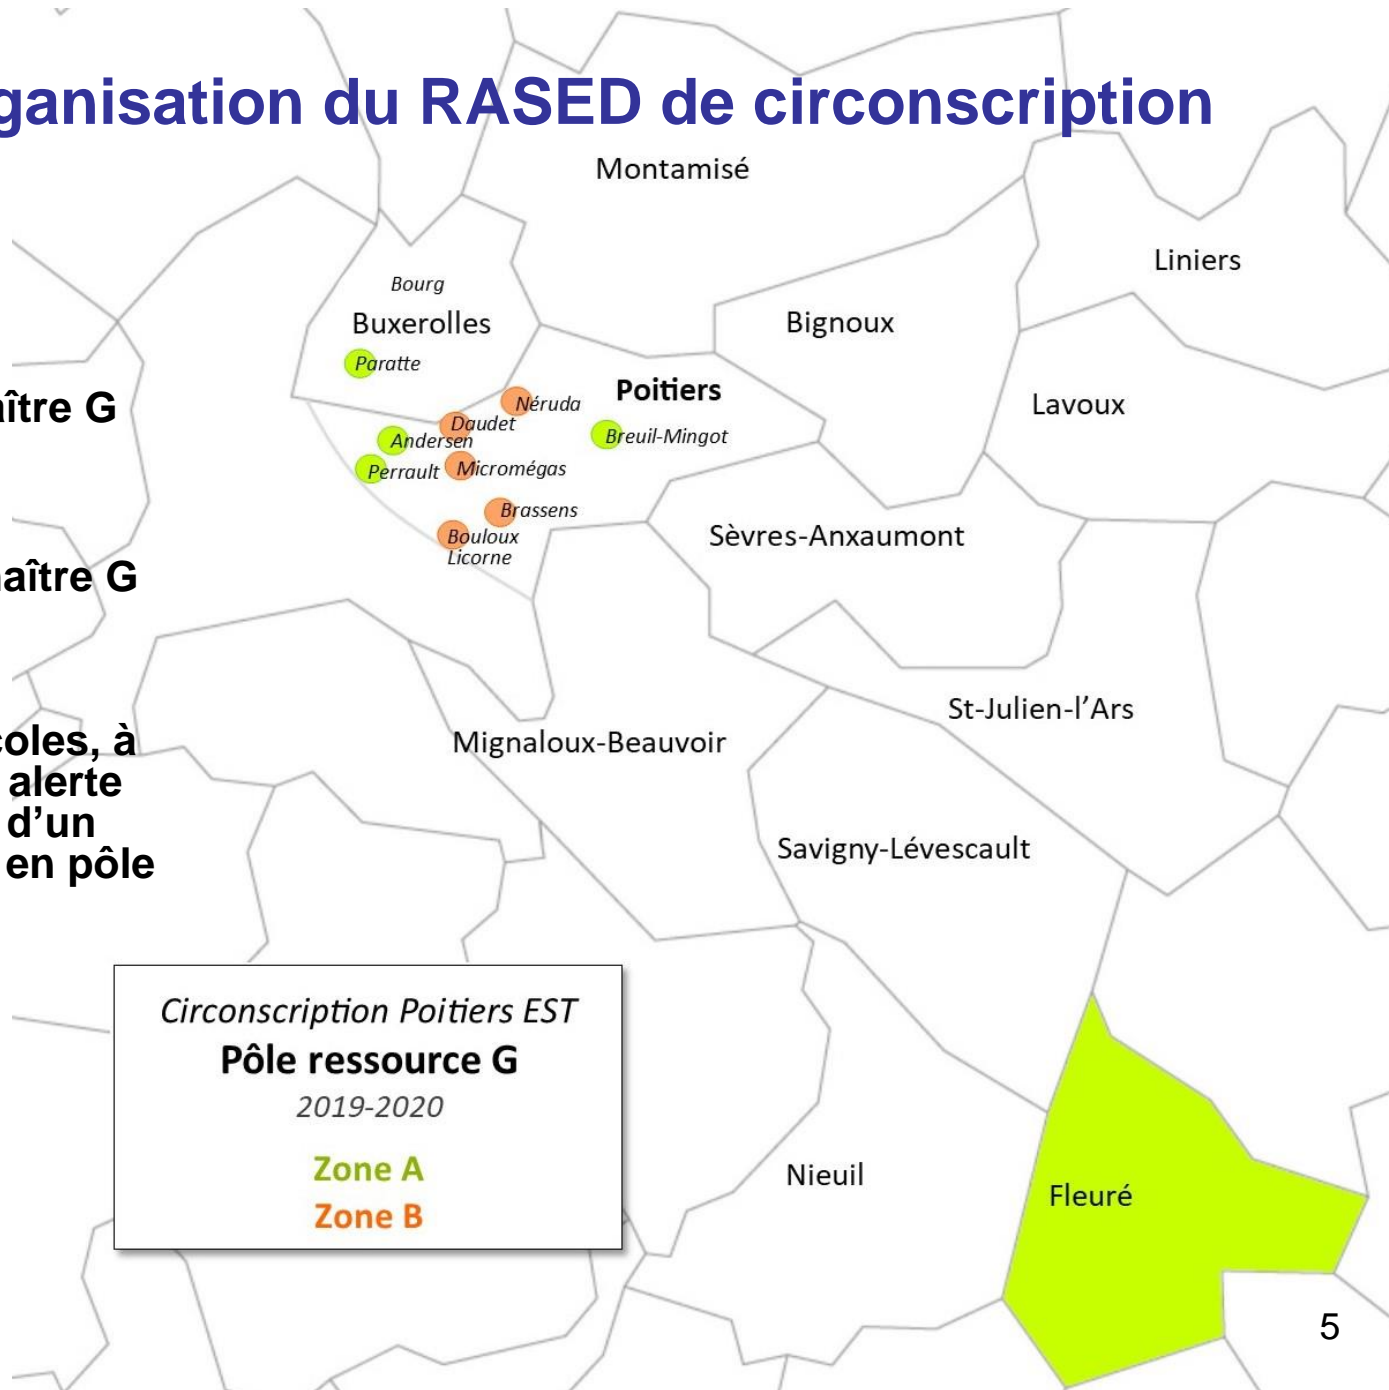 ganisation du RASED de circonscription
Montamisé
Liniers
Bourg
Buxerolles
Bignoux
Paratte
Poitiers
Lavoux
Néruda
aître G
Daudet
Andersen
Breuil-Mingot
Perrault
Micromégas
Brassens
Sèvres-Anxaumont
Bouloux
Licorne
naître G
St-Julien-l’Ars
Mignaloux-Beauvoir
coles, à
alerte
d’un
en pôle
Savigny-Lévescault
Circonscription Poitiers EST
Pôle ressource G
2019-2020
Zone A
Zone B
Nieuil
Fleuré
5